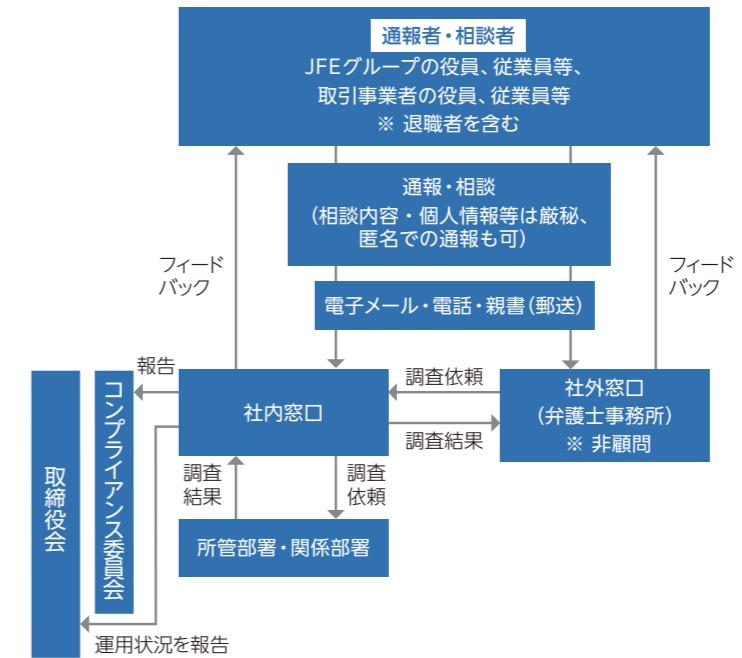 通報者・相談者
JFEグループの役員、従業員等、
取引事業者の役員、従業員等
※ 退職者を含む
通報・相談
（相談内容・個人情報等は厳秘、
匿名での通報も可）
フィード
バック
フィード
バック
電子メール・電話・親書（郵送）
報告
社内窓口
調査依頼
調査結果
社外窓口
（弁護士事務所）
※ 非顧問
コンプライアンス委員会
取締役会
調査
結果
調査
依頼
所管部署・関係部署
運用状況を報告